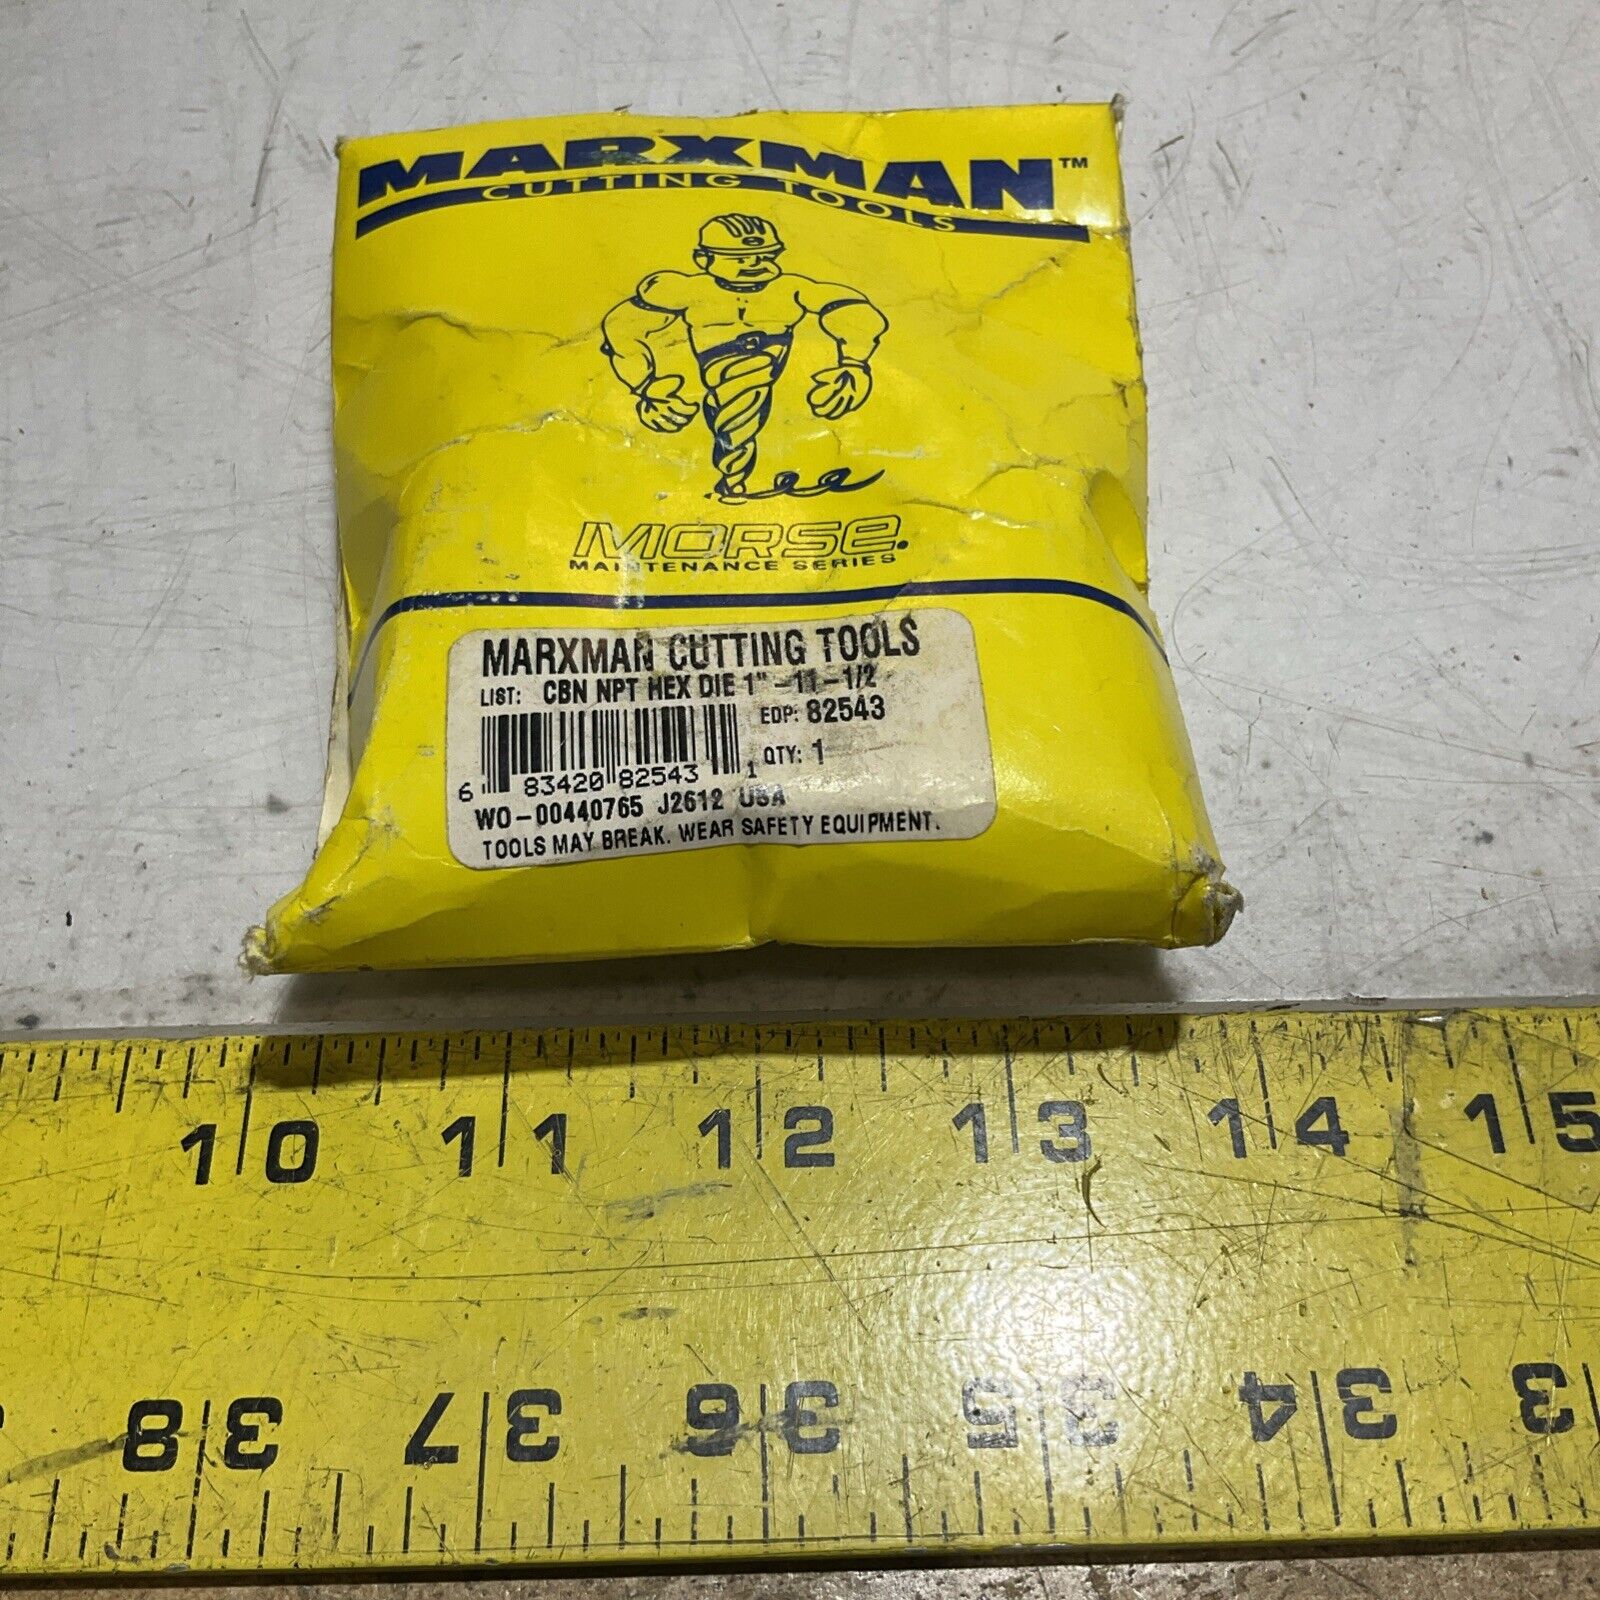 MARXMAN™
CUTTING TOOLS
MORSE.
MAINTENANCE SERIES
MARXMAN CUTTING TOOLS
LIST: CBN NPT HEX DIE 1"-11-1/2
EDP: 82543
QTY: 1
6 83420 82543 1
WO-00440765 J2612 USA
TOOLS MAY BREAK. WEAR SAFETY EQUIPMENT.
10 11 12 13 14 15
38 37 36 35 34 3